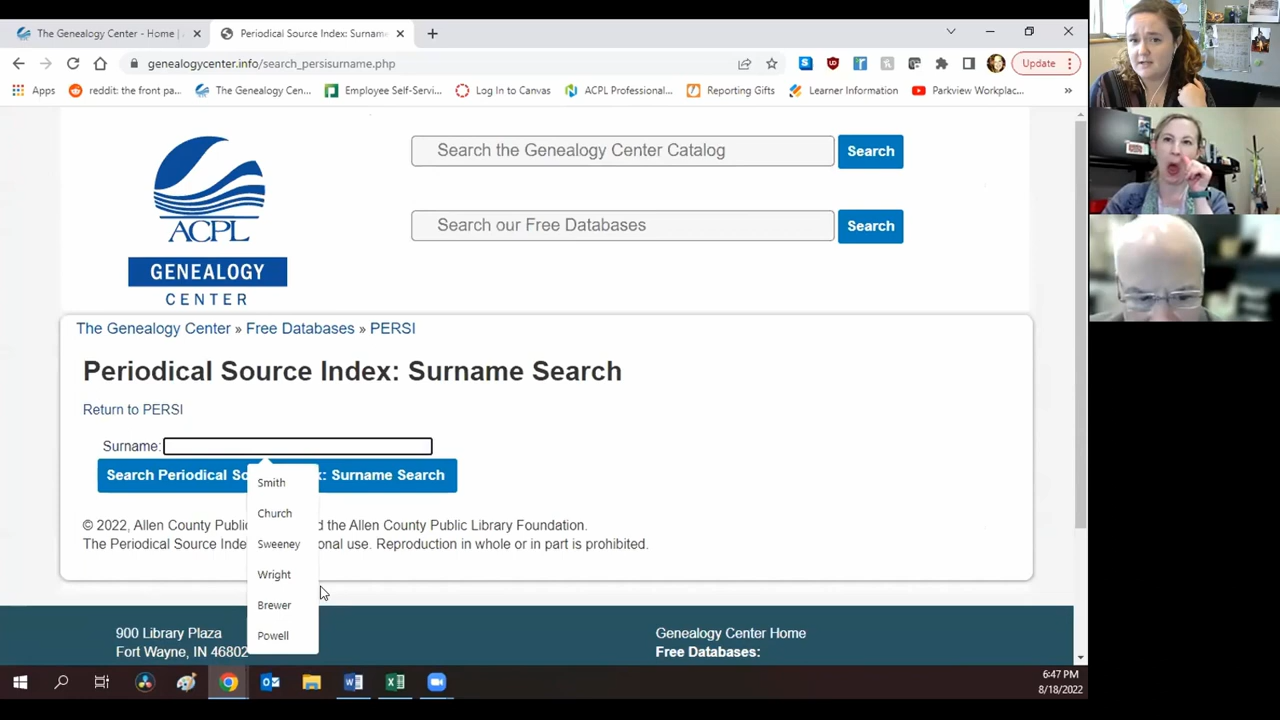 The Genealogy Center - Home |
Periodical Source Index: Surnam
genealogycenter.info/search_persisurname.php
Update
Apps
reddit: the front pa...
The Genealogy Cen...
Employee Self-Servi...
Log In to Canvas
ACPL Professional...
Reporting Gifts
Learner Information
Parkview Workplac...
»
Search the Genealogy Center Catalog
Search
Search our Free Databases
Search
ACPL
GENEALOGY
CENTER
The Genealogy Center » Free Databases » PERSI
Periodical Source Index: Surname Search
Return to PERSI
Surname:
Search Periodical So : Surname Search
Smith
Church
Sweeney
Wright
Brewer
Powell
© 2022, Allen County Publi d the Allen County Public Library Foundation.
The Periodical Source Inde onal use. Reproduction in whole or in part is prohibited.
900 Library Plaza
Fort Wayne, IN 46802
Genealogy Center Home
Free Databases:
6:47 PM
8/18/2022